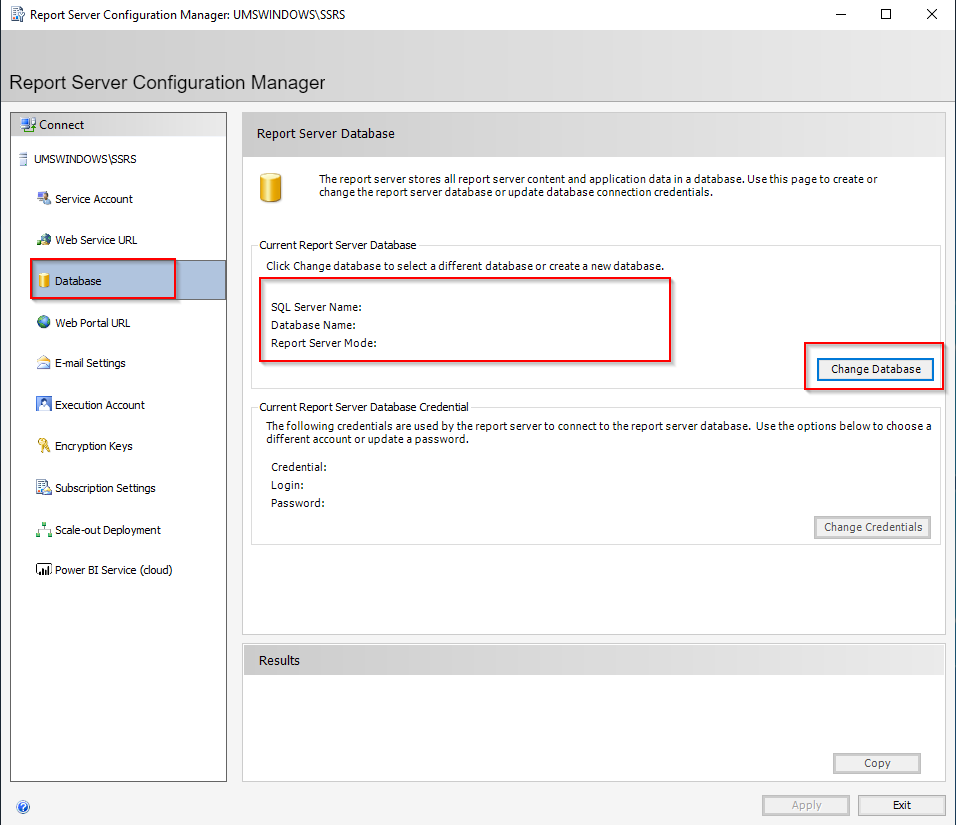 Report Server Configuration Manager: UMSWINDOWS\SSRS
Report Server Configuration Manager
Connect
UMSWINDOWS\SSRS
Service Account
Web Service URL
Database
Web Portal URL
E-mail Settings
Execution Account
Encryption Keys
Subscription Settings
Scale-out Deployment
Power BI Service (cloud)
Report Server Database
The report server stores all report server content and application data in a database. Use this page to create or
change the report server database or update database connection credentials.
Current Report Server Database
Click Change database to select a different database or create a new database.
SQL Server Name:
Database Name:
Report Server Mode:
Change Database
Current Report Server Database Credential
The following credentials are used by the report server to connect to the report server database. Use the options below to choose a
different account or update a password.
Credential:
Login:
Password:
Change Credentials
Results
Copy
?
Apply
Exit